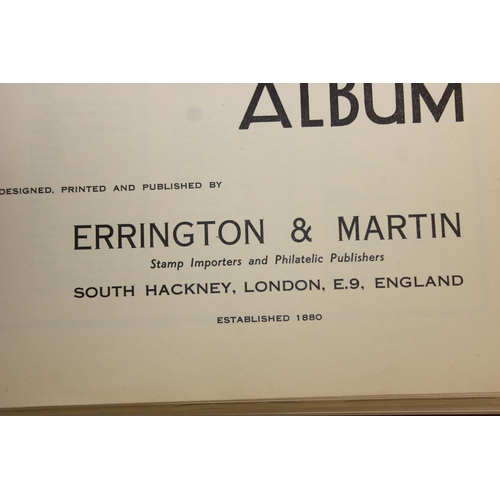 ALBUM
DESIGNED, PRINTED AND PUBLISHED BY
ERRINGTON & MARTIN
Stamp Importers and Philatelic Publishers
SOUTH HACKNEY, LONDON, E.9, ENGLAND
ESTABLISHED 1880